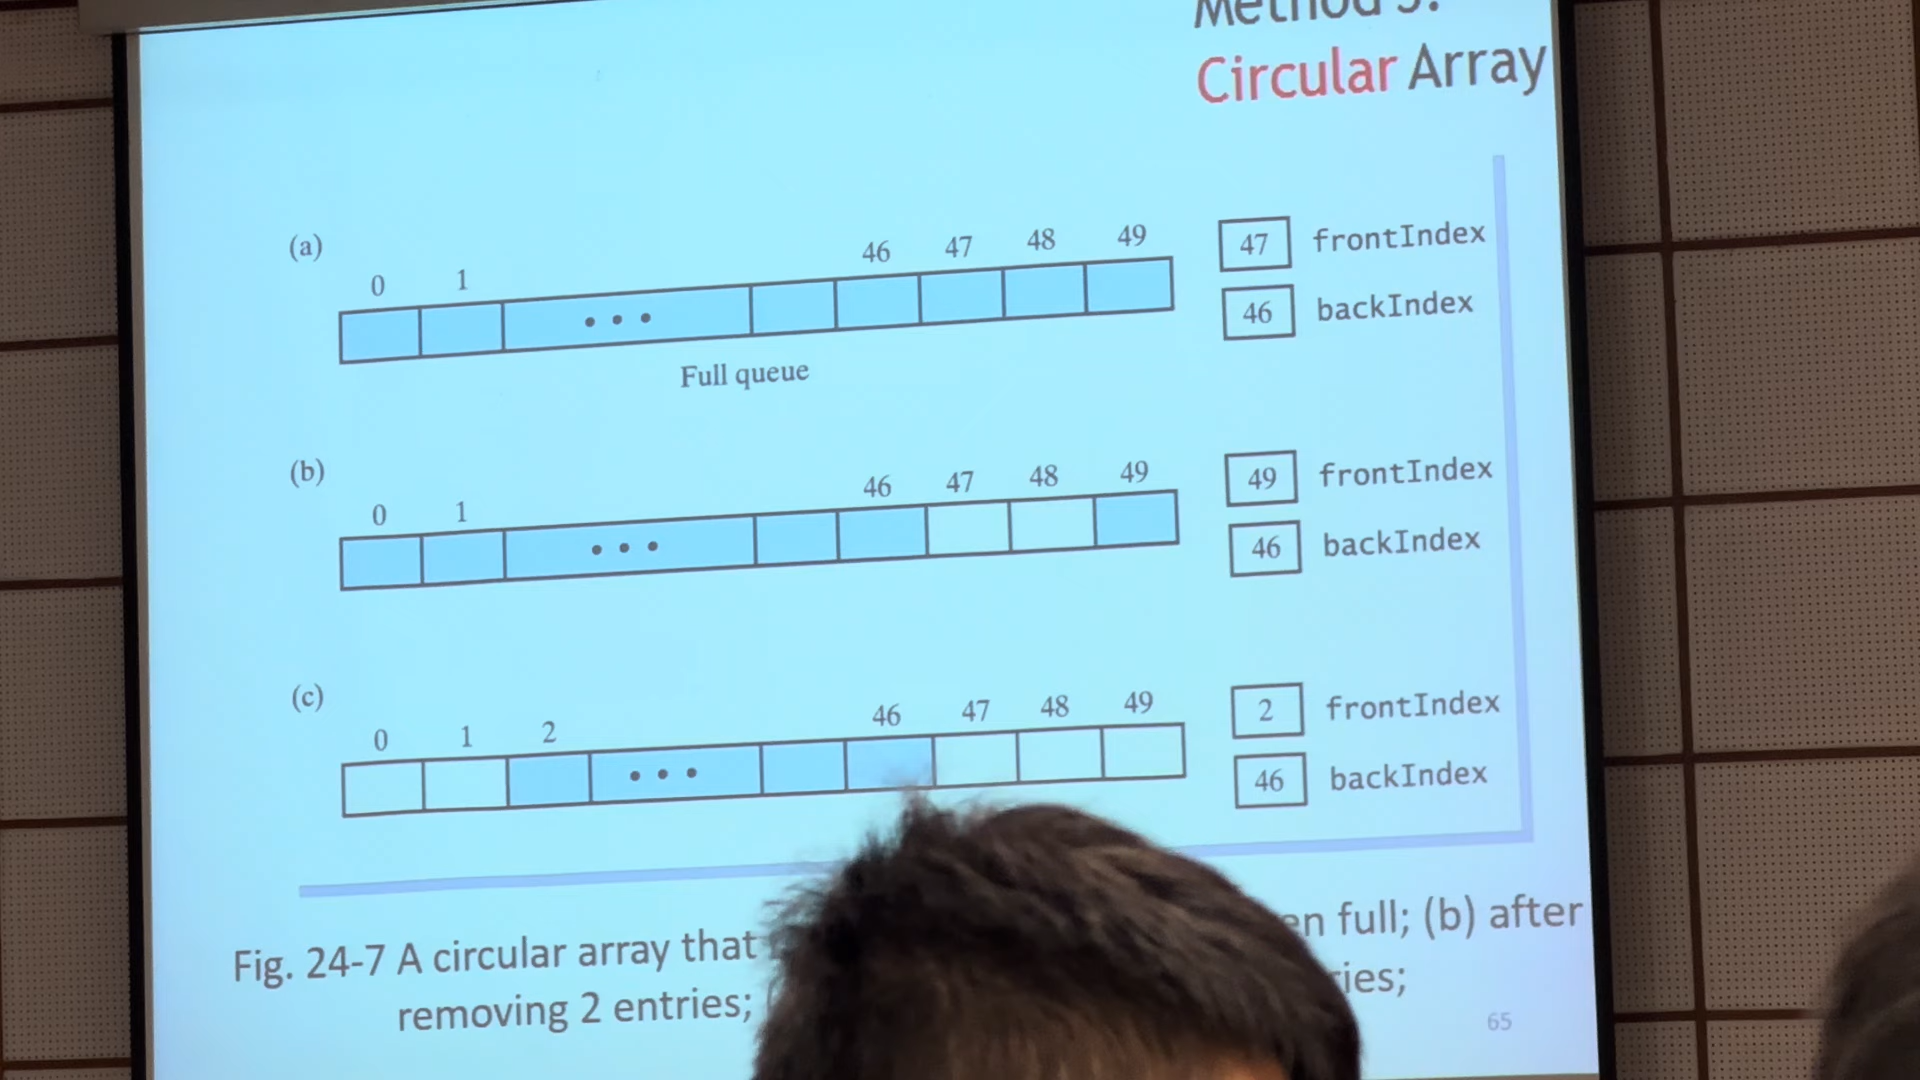 Circular Array
(a)
0 1 46 47 48 49
47 frontIndex
46 backIndex
Full queue
(b)
0 1 46 47 48 49
49 frontIndex
46 backIndex
(c)
0 1 2 46 47 48 49
2 frontIndex
46 backIndex
Fig. 24-7 A circular array that full; (b) after
removing 2 entries;
65